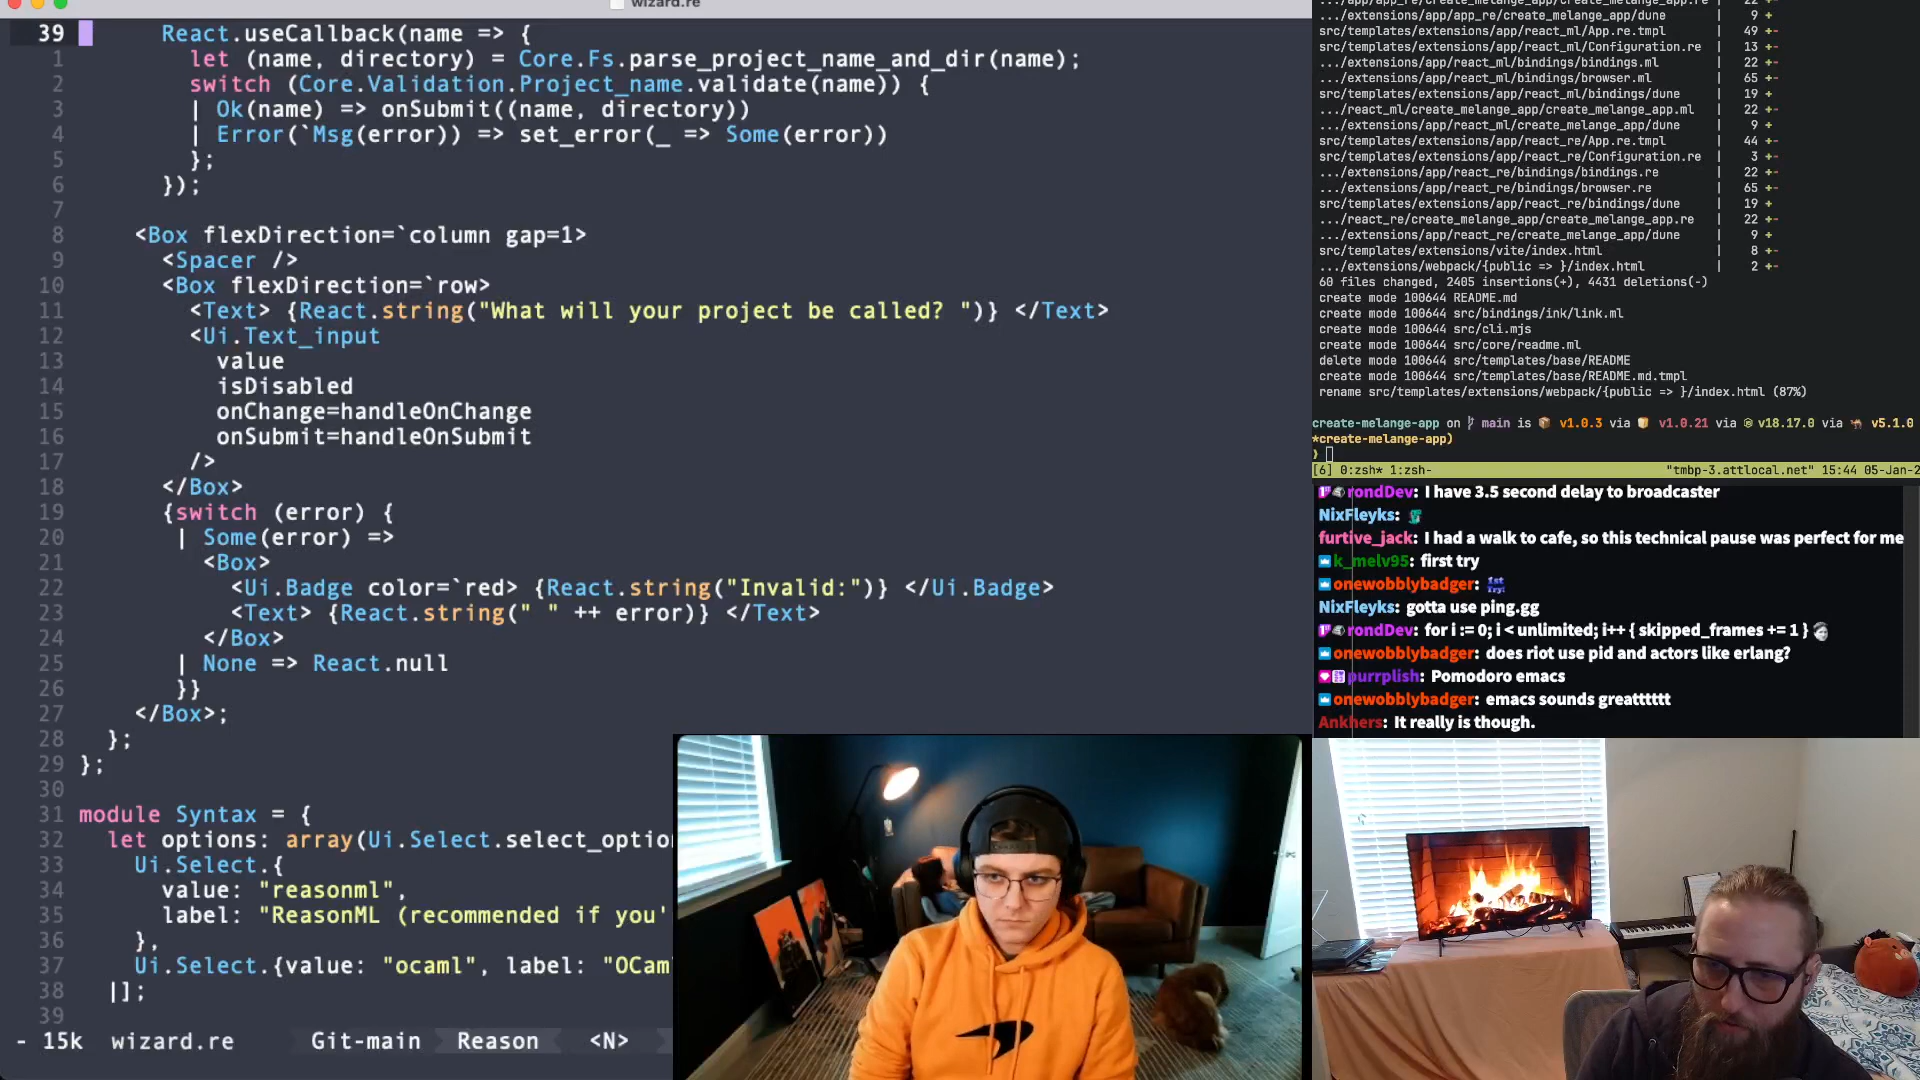 wizard.re
39 React.useCallback(name => {
1 let (name, directory) = Core.Fs.parse_project_name_and_dir(name);
2 switch (Core.Validation.Project_name.validate(name)) {
3 | Ok(name) => onSubmit((name, directory))
4 | Error(`Msg(error)) => set_error(_ => Some(error))
5 };
6 });
7
8 <Box flexDirection=`column gap=1>
9 <Spacer />
10 <Box flexDirection=`row>
11 <Text> {React.string("What will your project be called? ")} </Text>
12 <Ui.Text_input
13 value
14 isDisabled
15 onChange=handleOnChange
16 onSubmit=handleOnSubmit
17 />
18 </Box>
19 {switch (error) {
20 | Some(error) =>
21 <Box>
22 <Ui.Badge color=`red> {React.string("Invalid:")} </Ui.Badge>
23 <Text> {React.string(" " ++ error)} </Text>
24 </Box>
25 | None => React.null
26 }}
27 </Box>;
28 };
29 };
30
31 module Syntax = {
32 let options: array(Ui.Select.select_optio
33 Ui.Select.{
34 value: "reasonml",
35 label: "ReasonML (recommended if you'
36 },
37 Ui.Select.{value: "ocaml", label: "OCam
38 |];
39
- 15k wizard.re Git-main Reason <N>
.../app/app_re/create_melange_app/create_melange_app.re | 22 +-
.../extensions/app/app_re/create_melange_app/dune | 9 +
src/templates/extensions/app/react_ml/App.re.tmpl | 49 +-
src/templates/extensions/app/react_ml/Configuration.re | 13 +-
.../extensions/app/react_ml/bindings/bindings.ml | 22 +-
.../extensions/app/react_ml/bindings/browser.ml | 65 +-
src/templates/extensions/app/react_ml/bindings/dune | 19 +
.../react_ml/create_melange_app/create_melange_app.ml | 22 +-
.../extensions/app/react_ml/create_melange_app/dune | 9 +
src/templates/extensions/app/react_re/App.re.tmpl | 44 +-
src/templates/extensions/app/react_re/Configuration.re | 3 +-
.../extensions/app/react_re/bindings/bindings.re | 22 +-
.../extensions/app/react_re/bindings/browser.re | 65 +-
src/templates/extensions/app/react_re/bindings/dune | 19 +
.../react_re/create_melange_app/create_melange_app.re | 22 +-
.../extensions/app/react_re/create_melange_app/dune | 9 +
src/templates/extensions/vite/index.html | 8 +-
.../extensions/webpack/{public => }/index.html | 2 +-
60 files changed, 2405 insertions(+), 4431 deletions(-)
create mode 100644 README.md
create mode 100644 src/bindings/ink/link.ml
create mode 100644 src/cli.mjs
create mode 100644 src/core/readme.ml
delete mode 100644 src/templates/base/README
create mode 100644 src/templates/base/README.md.tmpl
rename src/templates/extensions/webpack/{public => }/index.html (87%)
create-melange-app on main is v1.0.3 via v1.0.21 via v18.17.0 via v5.1.0
*create-melange-app)
)
[6] 0:zsh* 1:zsh- "tmbp-3.attlocal.net" 15:44 05-Jan-2
rondDev: I have 3.5 second delay to broadcaster
NixFleyks:
furtive_jack: I had a walk to cafe, so this technical pause was perfect for me
k_melv95: first try
onewobblybadger: 1st Try!
NixFleyks: gotta use ping.gg
rondDev: for i := 0; i < unlimited; i++ { skipped_frames += 1 }
onewobblybadger: does riot use pid and actors like erlang?
purrplish: Pomodoro emacs
onewobblybadger: emacs sounds greatttttt
Ankhers: It really is though.